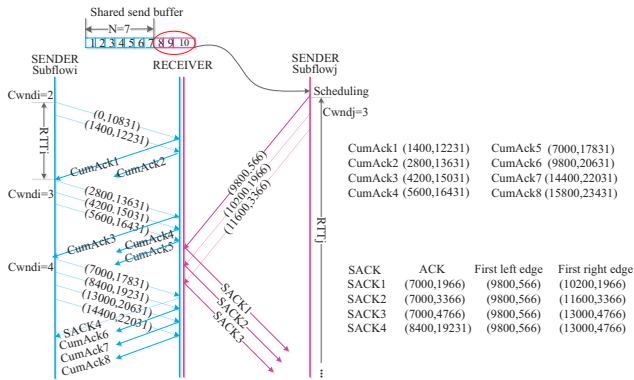 Shared send buffer
N=7
1 2 3 4 5 6 7 8 9 10
SENDER
Subflowi
RECEIVER
SENDER
Subflowj
Scheduling
Cwndi=2
Cwndj=3
(0,10831)
(1400,12231)
RTTi
CumAck1
CumAck2
Cwndi=3
(2800,13631)
(4200,15031)
(5600,16431)
(9800,566)
(10200,1966)
(11600,3366)
RTTj
CumAck3
CumAck4
CumAck5
Cwndi=4
(7000,17831)
(8400,19231)
(13000,20631)
(14400,22031)
SACK1
SACK2
SACK3
SACK4
CumAck6
CumAck7
CumAck8
CumAck1 (1400,12231) CumAck5 (7000,17831)
CumAck2 (2800,13631) CumAck6 (9800,20631)
CumAck3 (4200,15031) CumAck7 (14400,22031)
CumAck4 (5600,16431) CumAck8 (15800,23431)
SACK ACK First left edge First right edge
SACK1 (7000,1966) (9800,566) (10200,1966)
SACK2 (7000,3366) (9800,566) (11600,3366)
SACK3 (7000,4766) (9800,566) (13000,4766)
SACK4 (8400,19231) (9800,566) (13000,4766)
...